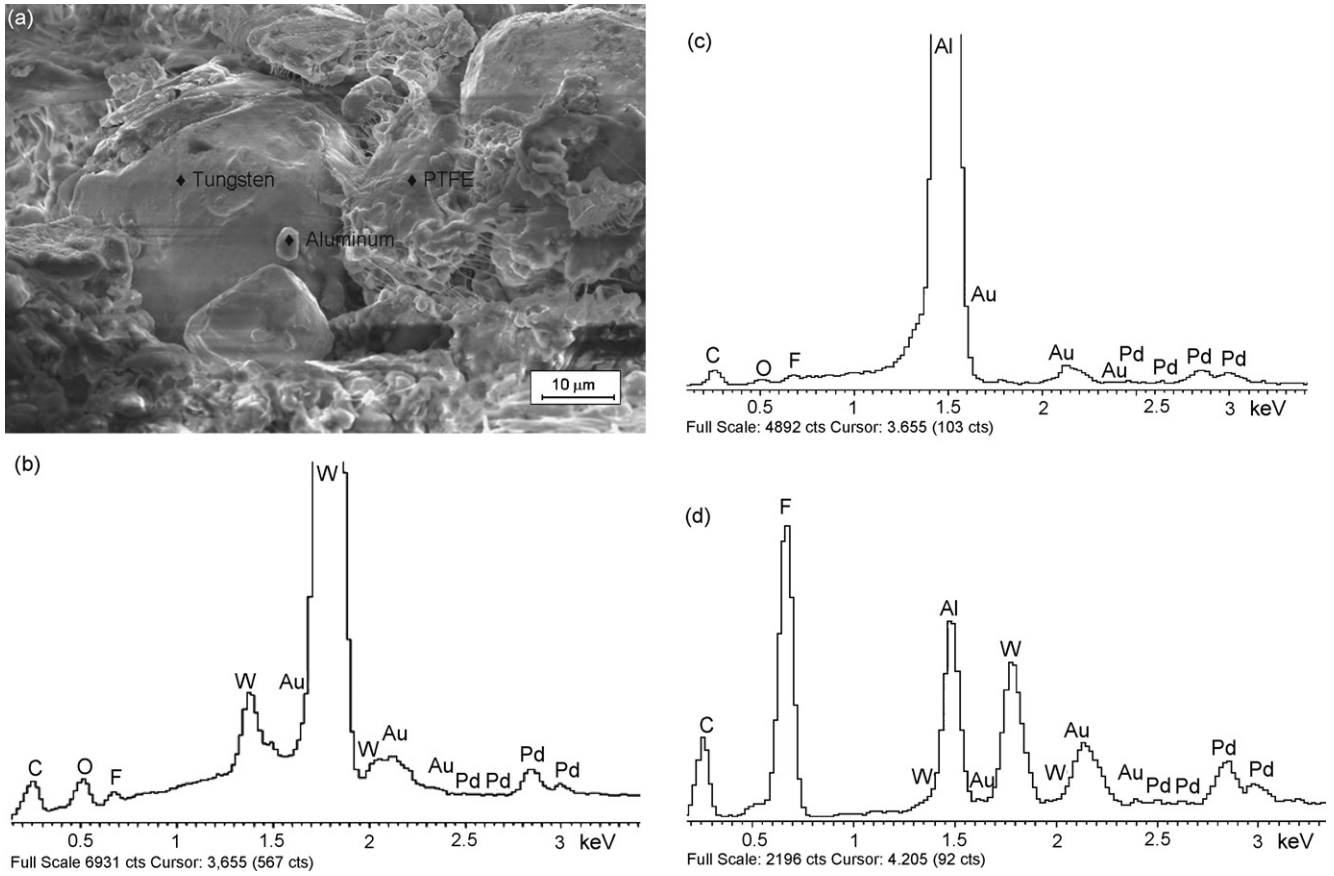 (a)
Tungsten
PTFE
Aluminum
10 μm
(b)
W
W
Au
C
O
F
W
Au
Au
Pd
Pd
Pd
Pd
0.5
1
1.5
2
2.5
3
keV
Full Scale 6931 cts Cursor: 3,655 (567 cts)
(c)
Al
Au
C
O
F
Au
Au
Pd
Pd
Pd
Pd
0.5
1
1.5
2
2.5
3
keV
Full Scale: 4892 cts Cursor: 3.655 (103 cts)
(d)
F
Al
W
C
W
Au
W
Au
Au
Pd
Pd
Pd
Pd
0.5
1
1.5
2
2.5
3
keV
Full Scale: 2196 cts Cursor: 4.205 (92 cts)